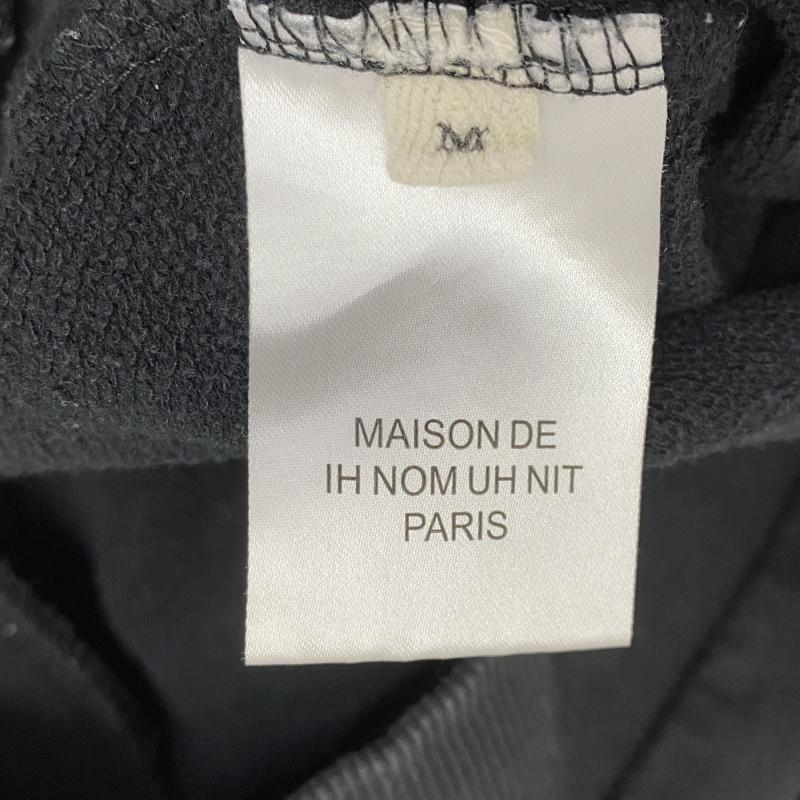 M
MAISON DE
IH NOM UH NIT
PARIS